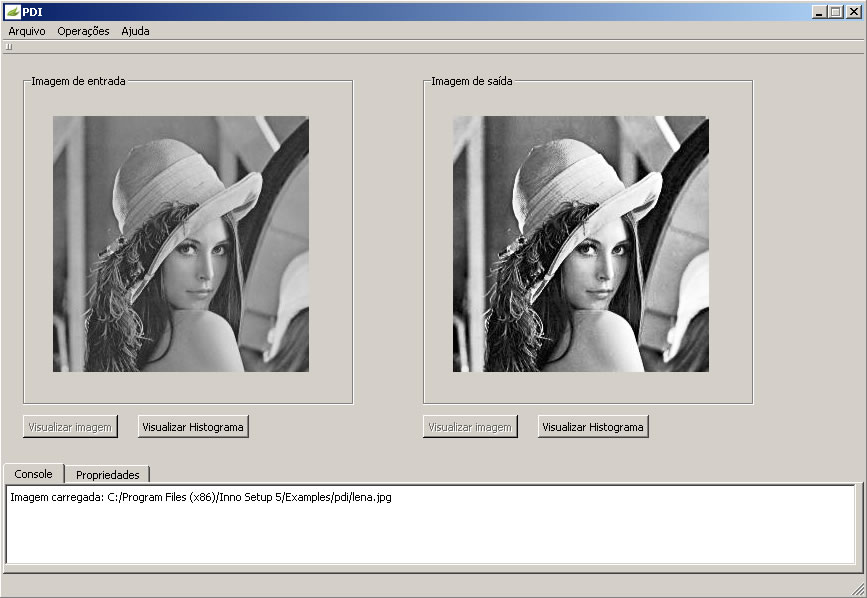 PDI
Arquivo Operações Ajuda
Imagem de entrada
Imagem de saída
Visualizar imagem Visualizar Histograma
Visualizar imagem Visualizar Histograma
Console Propriedades
Imagem carregada: C:/Program Files (x86)/Inno Setup 5/Examples/pdi/lena.jpg